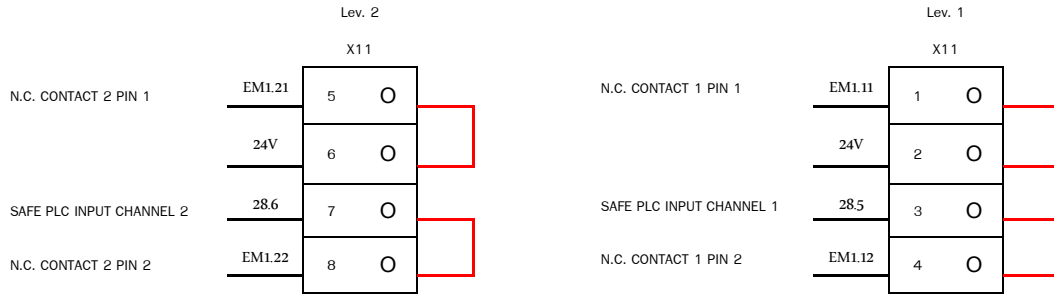 Lev. 2
X11
N.C. CONTACT 2 PIN 1
EM1.21
5 O
24V
6 O
SAFE PLC INPUT CHANNEL 2
28.6
7 O
N.C. CONTACT 2 PIN 2
EM1.22
8 O
Lev. 1
X11
N.C. CONTACT 1 PIN 1
EM1.11
1 O
24V
2 O
SAFE PLC INPUT CHANNEL 1
28.5
3 O
N.C. CONTACT 1 PIN 2
EM1.12
4 O